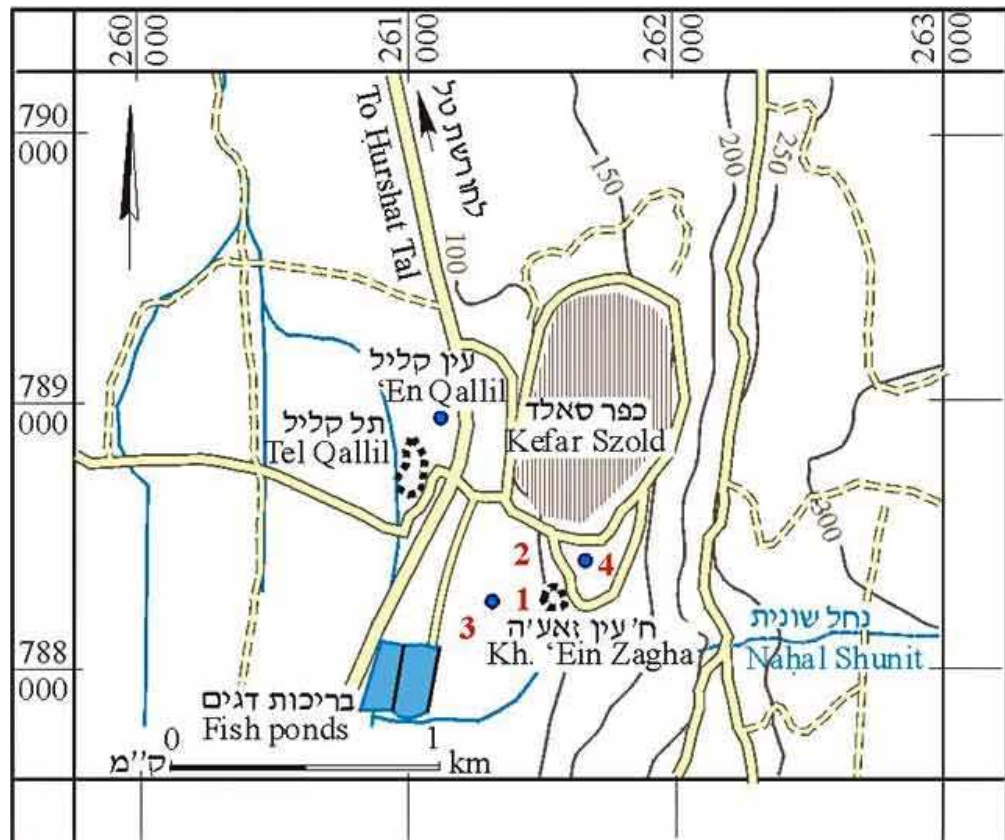 260
000
261
000
262
000
263
000
790
000
789
000
788
000
To Ḥurshat Tal
לחורשת טל
100
150
200
250
300
עין קליל
‘En Qallil
תל קליל
Tel Qallil
כפר סאלד
Kefar Szold
2
4
1
3
ח' עין זאע'ה
Kh. ‘Ein Zagha
נחל שונית
Naḥal Shunit
בריכות דגים
Fish ponds
0 1
ק"מ km